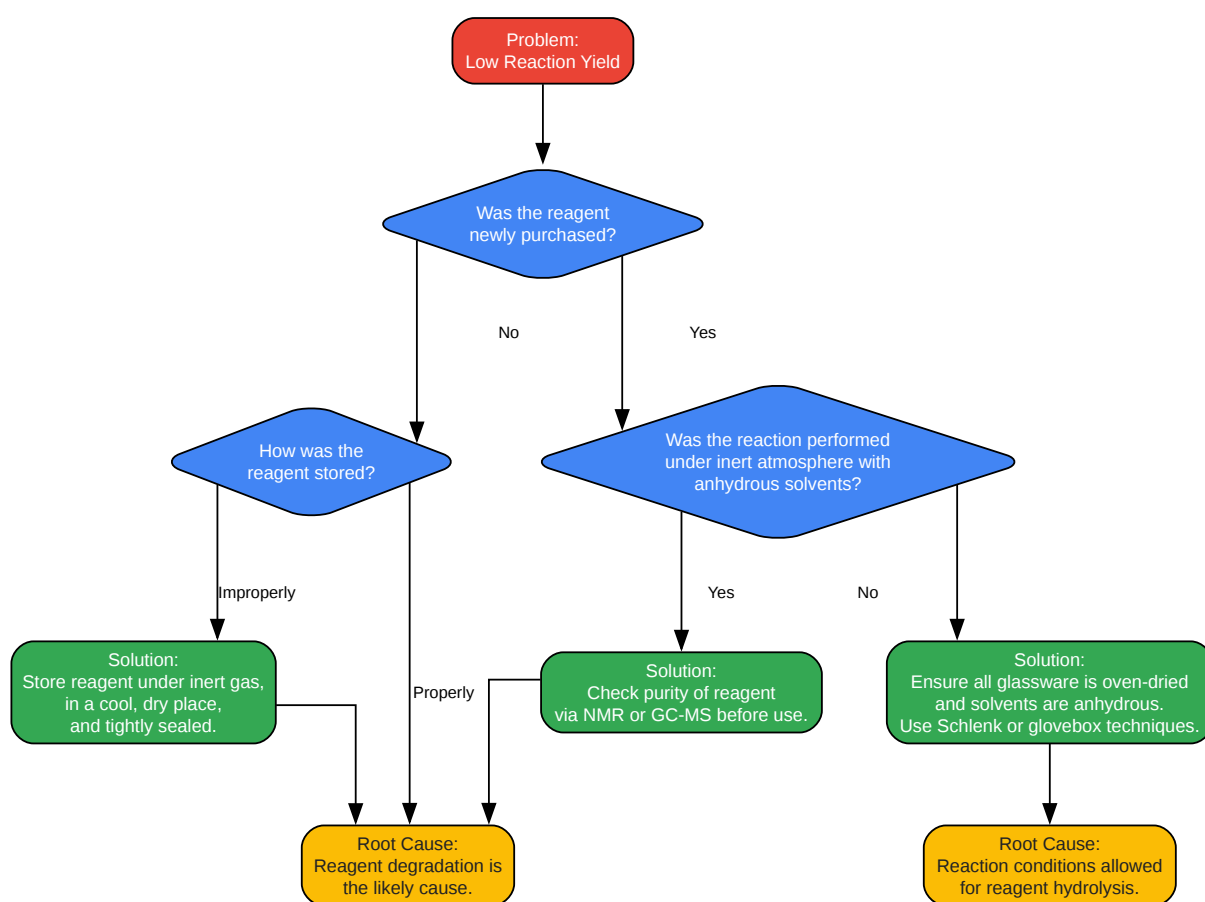 Problem:
Low Reaction Yield
Was the reagent
newly purchased?
No
Yes
How was the
reagent stored?
Was the reaction performed
under inert atmosphere with
anhydrous solvents?
Improperly
Yes
No
Solution:
Store reagent under inert gas,
in a cool, dry place,
and tightly sealed.
Properly
Solution:
Check purity of reagent
via NMR or GC-MS before use.
Solution:
Ensure all glassware is oven-dried
and solvents are anhydrous.
Use Schlenk or glovebox techniques.
Root Cause:
Reagent degradation is
the likely cause.
Root Cause:
Reaction conditions allowed
for reagent hydrolysis.